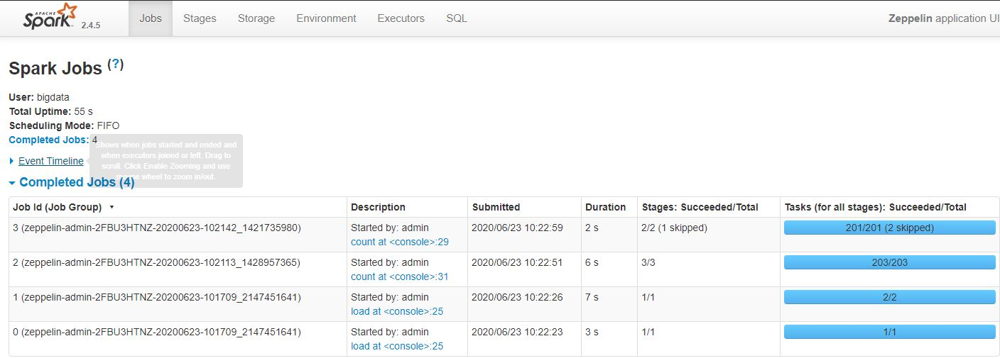 APACHE
Spark 2.4.5 Jobs Stages Storage Environment Executors SQL Zeppelin application UI
Spark Jobs (?)
User: bigdata
Total Uptime: 55 s
Scheduling Mode: FIFO
Completed Jobs: 4
Shows when jobs started and ended and
when executors joined or left. Drag to
scroll. Click Enable Zooming and use
mouse wheel to zoom in/out.
Event Timeline
Completed Jobs (4)
Job Id (Job Group) Description Submitted Duration Stages: Succeeded/Total Tasks (for all stages): Succeeded/Total
3 (zeppelin-admin-2FBU3HTNZ-20200623-102142_1421735980) Started by: admin 2020/06/23 10:22:59 2 s 2/2 (1 skipped) 201/201 (2 skipped)
count at <console>:29
2 (zeppelin-admin-2FBU3HTNZ-20200623-102113_1428957365) Started by: admin 2020/06/23 10:22:51 6 s 3/3 203/203
count at <console>:31
1 (zeppelin-admin-2FBU3HTNZ-20200623-101709_2147451641) Started by: admin 2020/06/23 10:22:26 7 s 1/1 2/2
load at <console>:25
0 (zeppelin-admin-2FBU3HTNZ-20200623-101709_2147451641) Started by: admin 2020/06/23 10:22:23 3 s 1/1 1/1
load at <console>:25